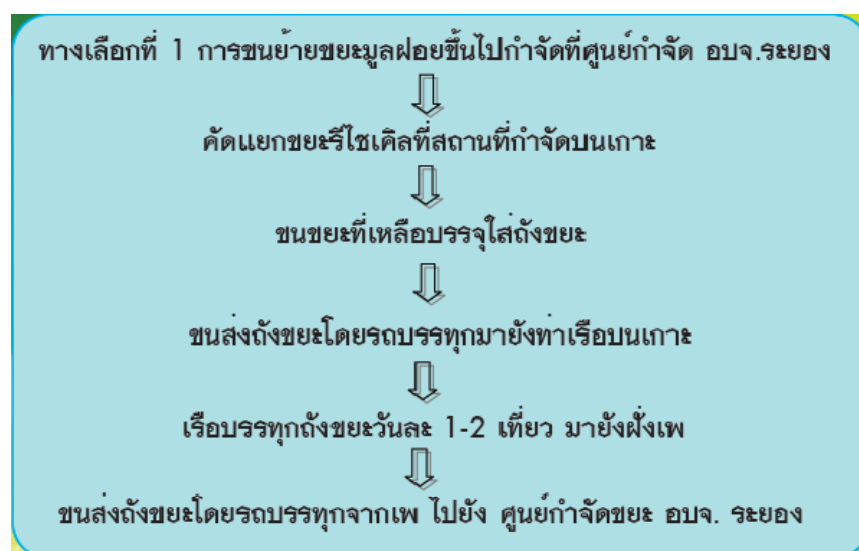 ทางเลือกที่ 1 การขนย้ายขยะมูลฝอยขึ้นไปกำจัดที่ศูนย์กำจัด อบจ.ระยอง
คัดแยกขยะรีไซเคิลที่สถานที่กำจัดบนเกาะ
ขนขยะที่เหลือบรรจุใส่ถังขยะ
ขนส่งถังขยะโดยรถบรรทุกมายังท่าเรือบนเกาะ
เรือบรรทุกถังขยะวันละ 1-2 เที่ยว มายังฝั่งเพ
ขนส่งถังขยะโดยรถบรรทุกจากเพ ไปยัง ศูนย์กำจัดขยะ อบจ. ระยอง